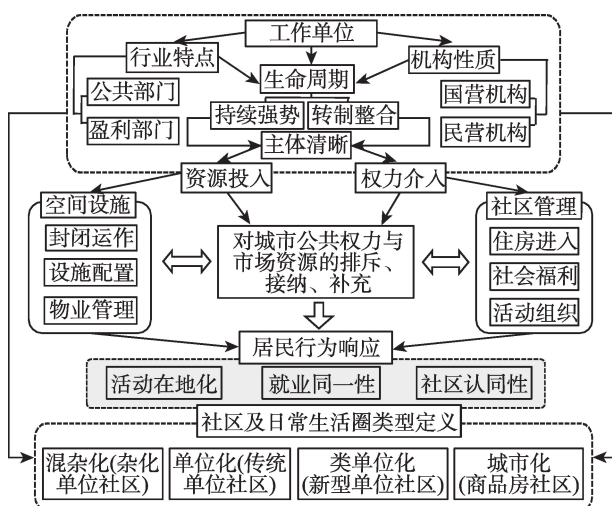 工作单位
行业特点
机构性质
生命周期
公共部门
国营机构
持续强势
转制整合
盈利部门
民营机构
主体清晰
资源投入
权力介入
空间设施
社区管理
封闭运作
对城市公共权力与
市场资源的排斥、
接纳、补充
住房进入
设施配置
社会福利
物业管理
活动组织
居民行为响应
活动在地化
就业同一性
社区认同性
社区及日常生活圈类型定义
混杂化(杂化
单位社区)
单位化(传统
单位社区)
类单位化
(新型单位社区)
城市化
(商品房社区)